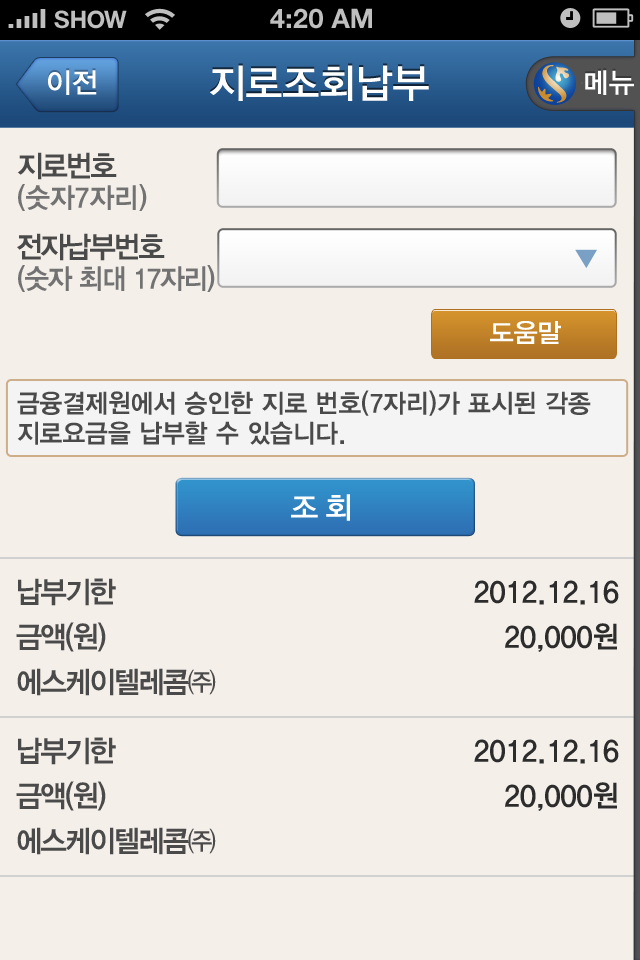 SHOW 4:20 AM
이전 지로조회납부 메뉴
지로번호
(숫자7자리)
전자납부번호
(숫자 최대 17자리)
도움말
금융결제원에서 승인한 지로 번호(7자리)가 표시된 각종
지로요금을 납부할 수 있습니다.
조 회
납부기한 2012.12.16
금액(원) 20,000원
에스케이텔레콤㈜
납부기한 2012.12.16
금액(원) 20,000원
에스케이텔레콤㈜